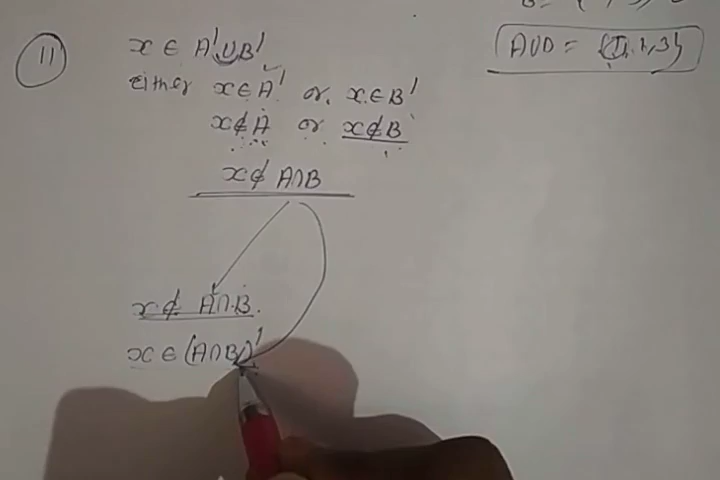 11
x ∈ A' ∪ B'
either x ∈ A' or x ∈ B'
x ∉ A or x ∉ B
x ∉ A∩B
x ∉ A∩B.
x ∈ (A∩B)'